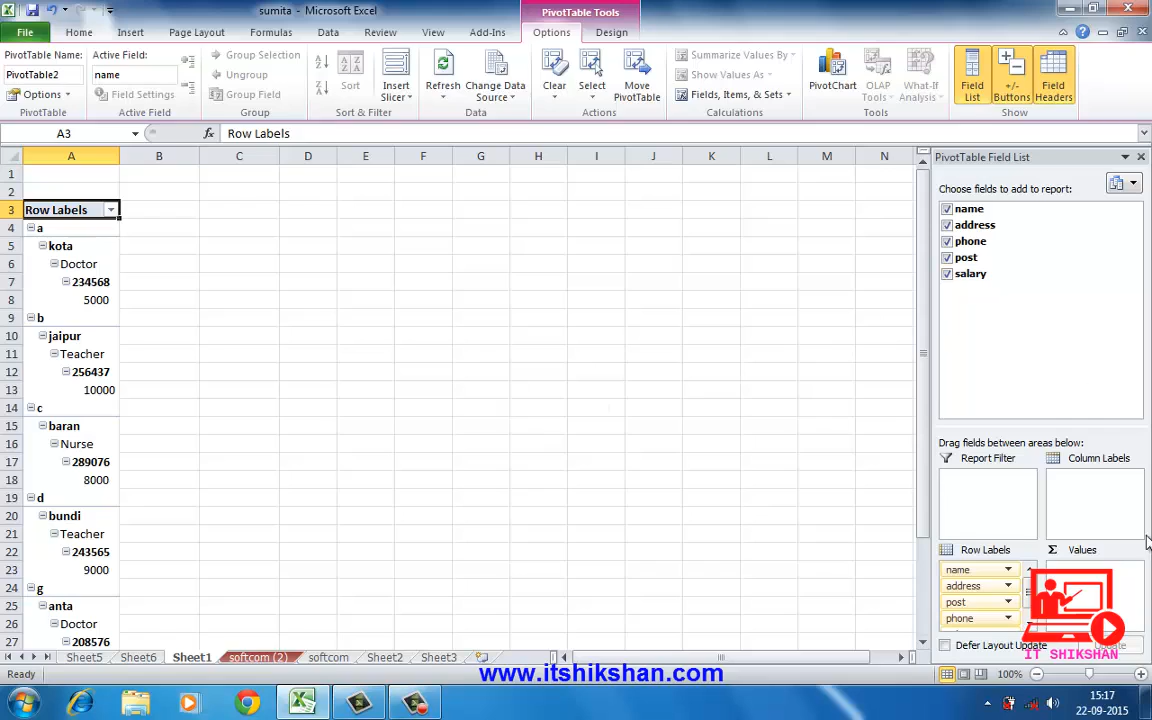 sumita - Microsoft Excel
PivotTable Tools
File Home Insert Page Layout Formulas Data Review View Add-Ins Options Design
PivotTable Name: Active Field:
PivotTable2 name
Options Field Settings
PivotTable Active Field
Group Selection
Ungroup
Group Field
Group
Sort
Insert Slicer
Sort & Filter
Refresh
Change Data Source
Data
Clear
Select
Move PivotTable
Actions
Summarize Values By
Show Values As
Fields, Items, & Sets
Calculations
PivotChart
OLAP Tools
What-If Analysis
Tools
Field List
+/- Buttons
Field Headers
Show
A3 fx Row Labels
A B C D E F G H I J K L M N
1
2
3 Row Labels
4 a
5 kota
6 Doctor
7 234568
8 5000
9 b
10 jaipur
11 Teacher
12 256437
13 10000
14 c
15 baran
16 Nurse
17 289076
18 8000
19 d
20 bundi
21 Teacher
22 243565
23 9000
24 g
25 anta
26 Doctor
27 208576
PivotTable Field List
Choose fields to add to report:
name
address
phone
post
salary
Drag fields between areas below:
Report Filter Column Labels
Row Labels Σ Values
name
address
post
phone
Defer Layout Update Update
IT SHIKSHAN
Sheet5 Sheet6 Sheet1 softcom (2) softcom Sheet2 Sheet3
Ready 100%
www.itshikshan.com
15:17
22-09-2015